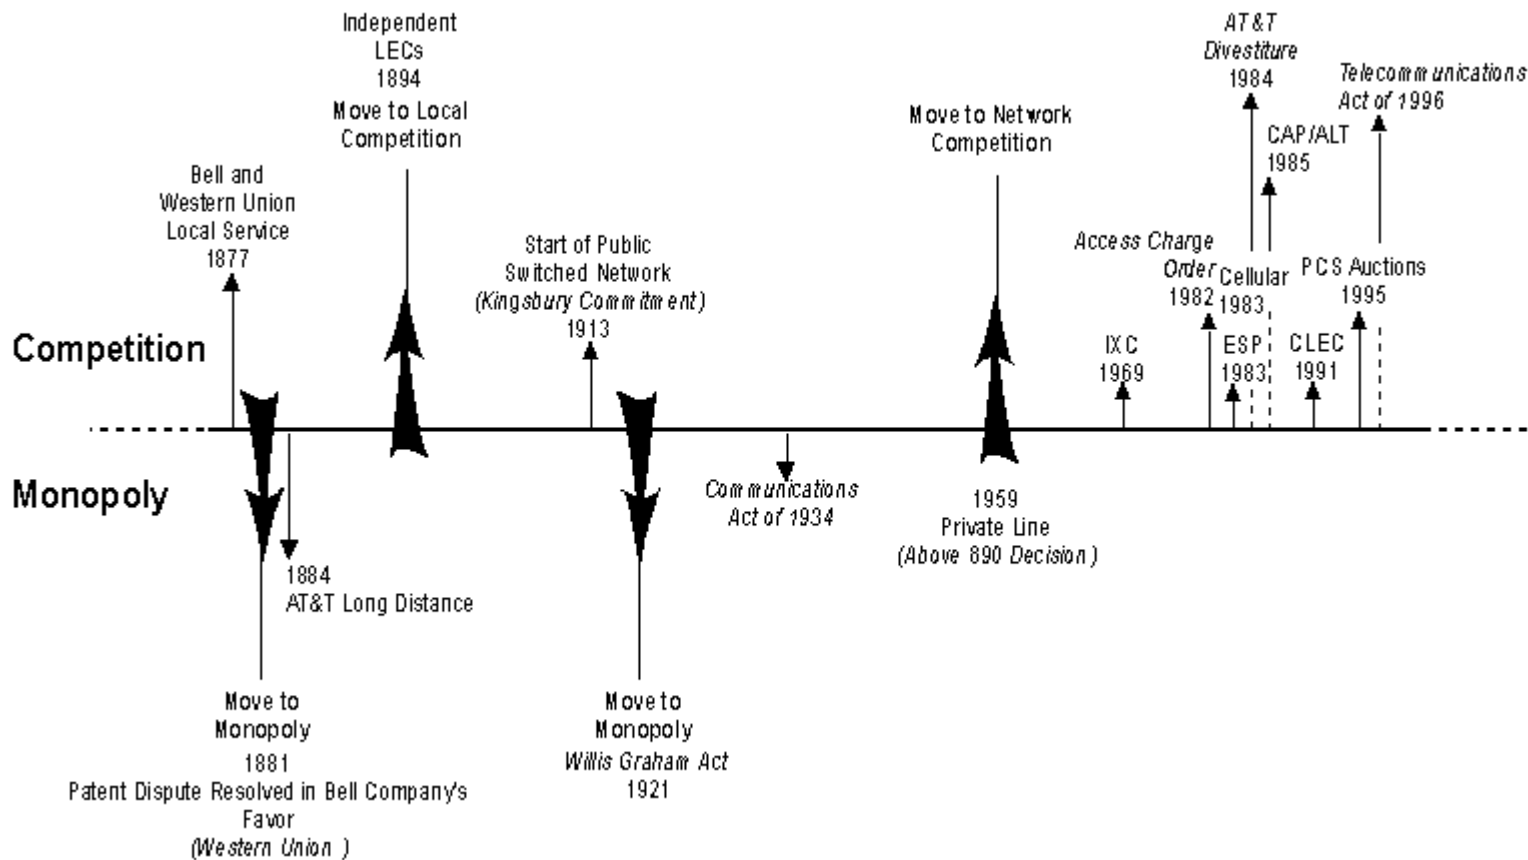 Independent
LECs
1894
Move to Local
Competition
Bell and
Western Union
Local Service
1877
Start of Public
Switched Network
(Kingsbury Commitment)
1913
Move to Network
Competition
AT&T
Divestiture
1984
Telecommunications
Act of 1996
CAP/ALT
1985
Access Charge
Order
1982
Cellular
1983
PCS Auctions
1995
IXC
1969
ESP
1983
CLEC
1991
Competition
Monopoly
1884
AT&T Long Distance
Communications
Act of 1934
1959
Private Line
(Above 890 Decision)
Move to
Monopoly
1881
Patent Dispute Resolved in Bell Company's
Favor
(Western Union )
Move to
Monopoly
Willis Graham Act
1921